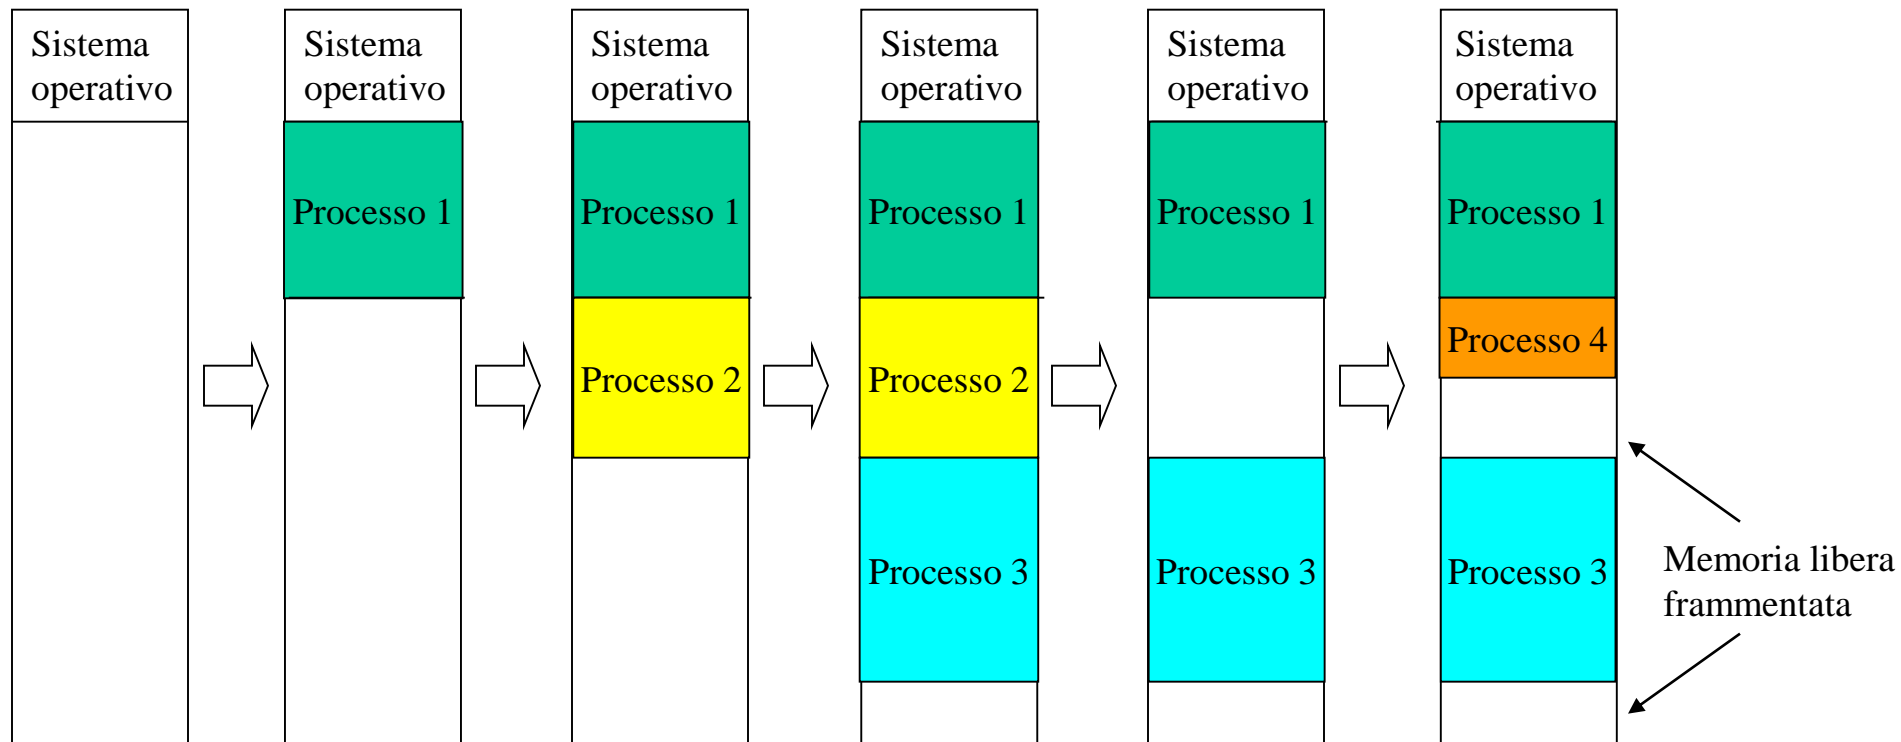 Sistema
operativo
Sistema
operativo
Sistema
operativo
Sistema
operativo
Sistema
operativo
Sistema
operativo
Processo 1
Processo 1
Processo 1
Processo 1
Processo 1
Processo 2
Processo 2
Processo 4
Processo 3
Processo 3
Processo 3
Memoria libera
frammentata